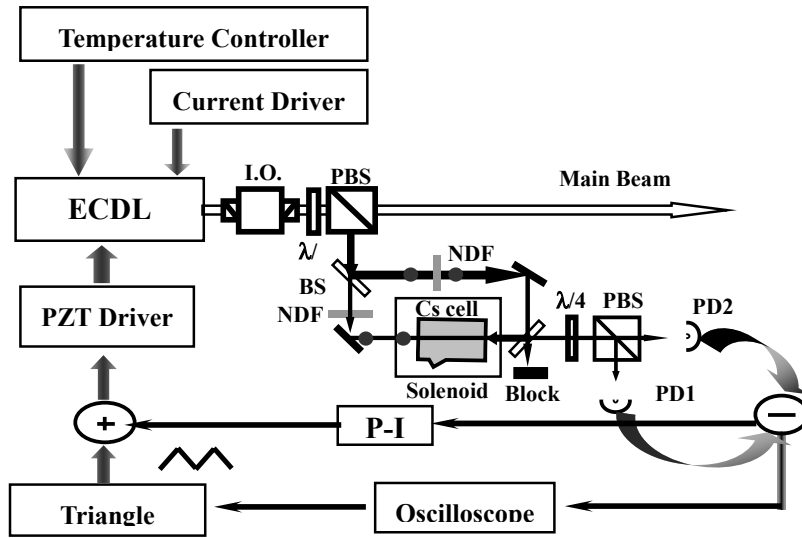 Temperature Controller
Current Driver
I.O.
PBS
Main Beam
ECDL
λ/
NDF
BS
λ/4
PBS
PD2
PZT Driver
NDF
Cs cell
Solenoid
Block
PD1
+
P-I
−
Triangle
Oscilloscope